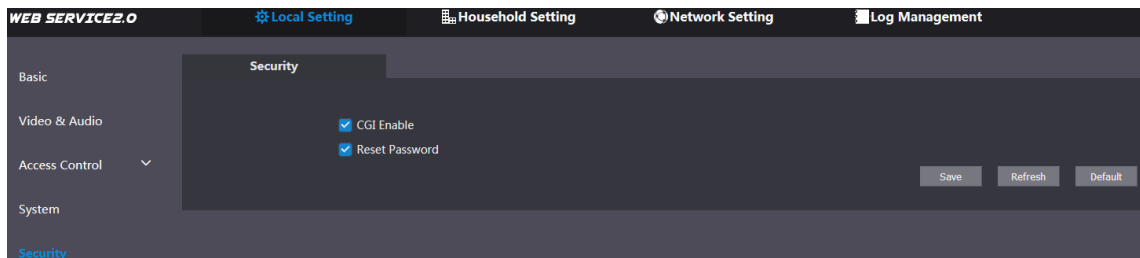 WEB SERVICE2.0 Local Setting Household Setting Network Setting Log Management
Basic
Video & Audio
Access Control
System
Security
Security
CGI Enable
Reset Password
Save Refresh Default